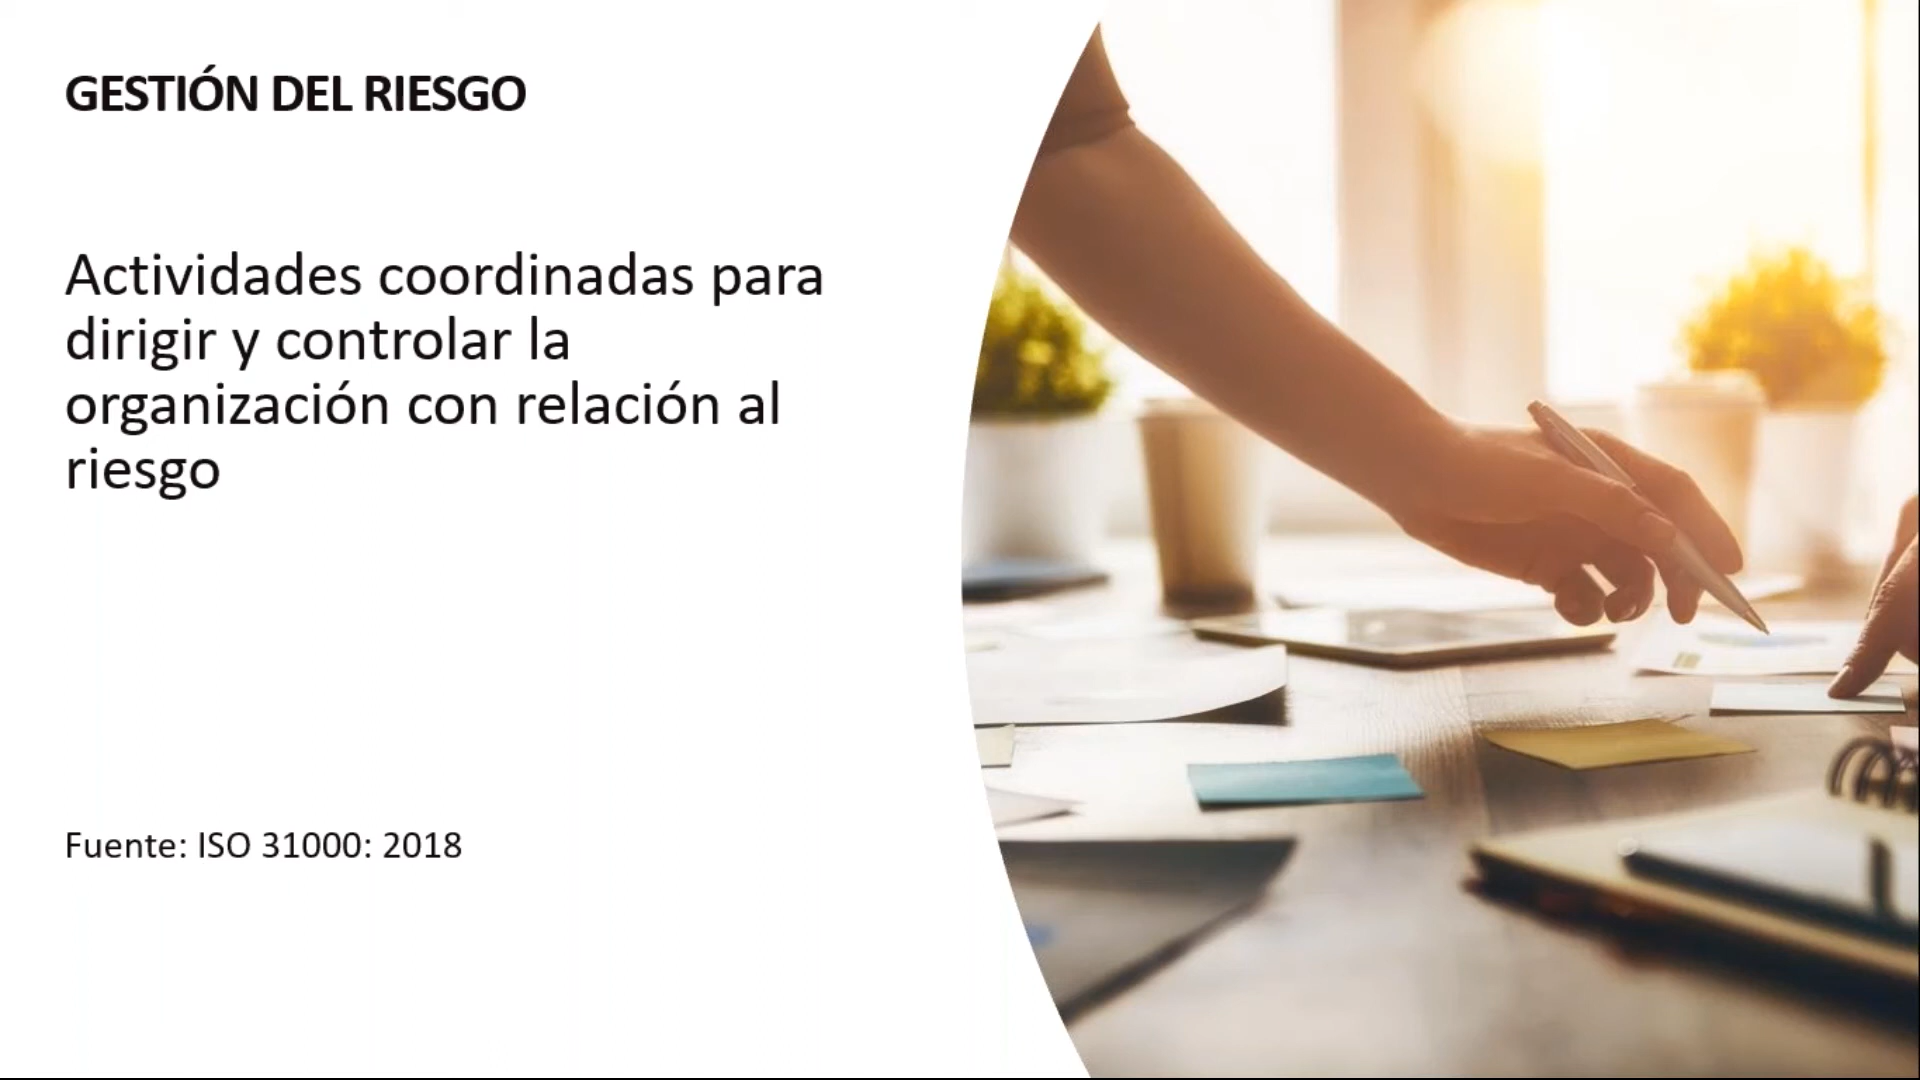 GESTIÓN DEL RIESGO
Actividades coordinadas para
dirigir y controlar la
organización con relación al
riesgo
Fuente: ISO 31000: 2018